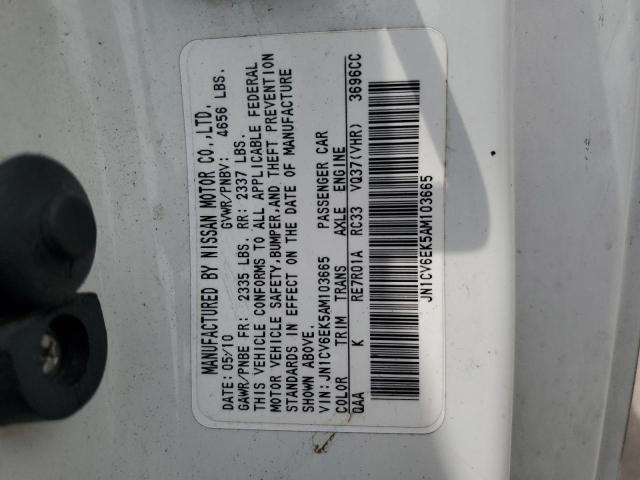 MANUFACTURED BY NISSAN MOTOR CO.,LTD.
DATE: 05/10 GVWR/PNBV: 4656 LBS.
GAWR/PNBE FR: 2335 LBS. RR: 2337 LBS.
THIS VEHICLE CONFORMS TO ALL APPLICABLE FEDERAL
MOTOR VEHICLE SAFETY,BUMPER,AND THEFT PREVENTION
STANDARDS IN EFFECT ON THE DATE OF MANUFACTURE
SHOWN ABOVE.
VIN:JN1CV6EK5AM103665 PASSENGER CAR
COLOR TRIM TRANS AXLE ENGINE
QAA K RE7R01A RC33 VQ37(VHR) 3696CC
JN1CV6EK5AM103665